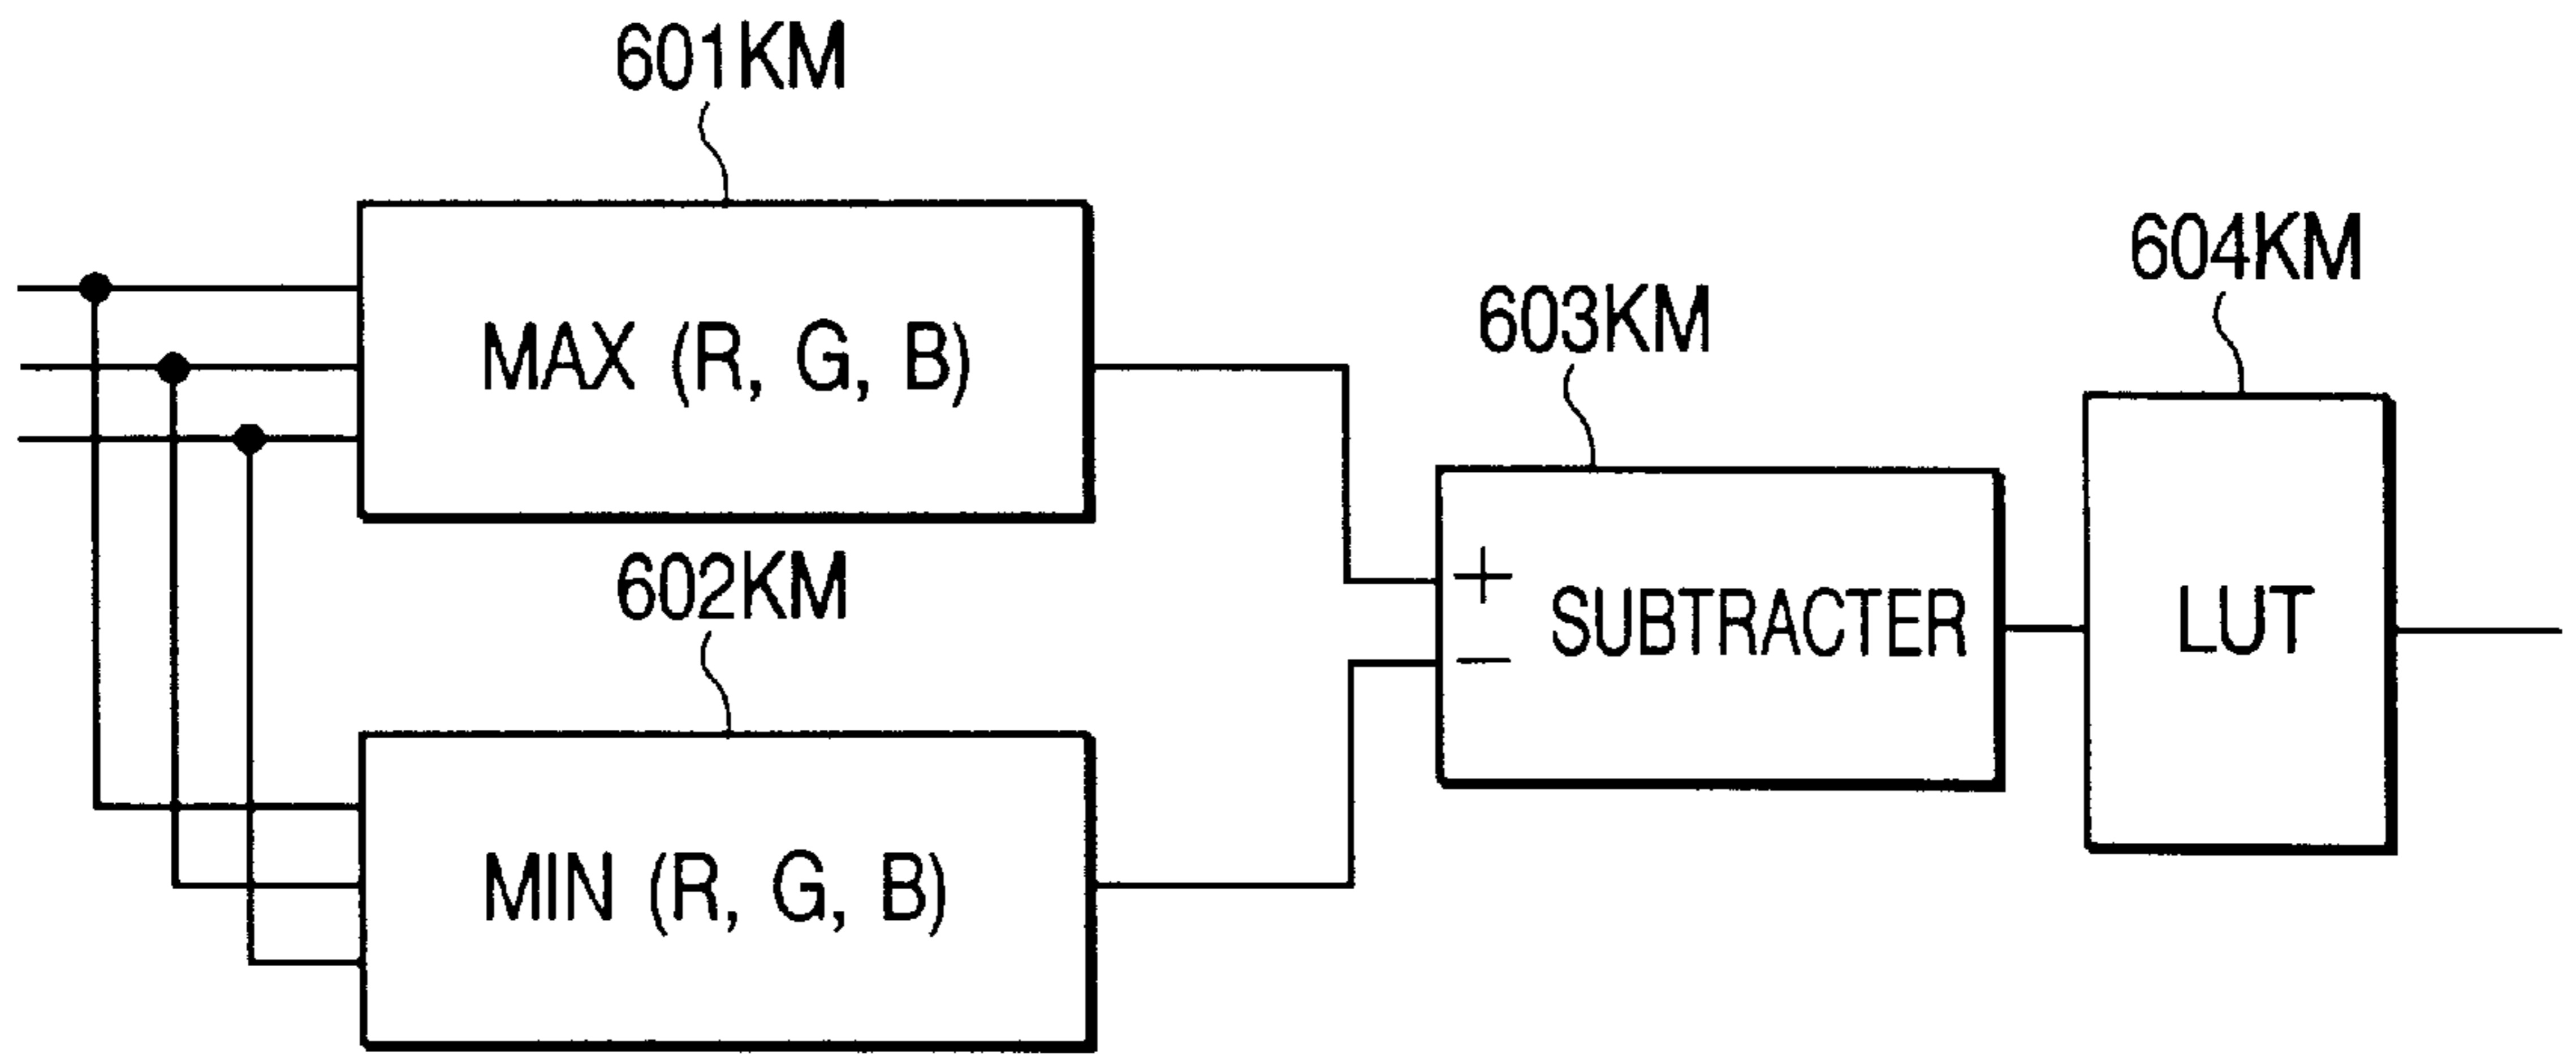 601KM
MAX (R, G, B)
602KM
MIN (R, G, B)
603KM
+
−
SUBTRACTER
604KM
LUT